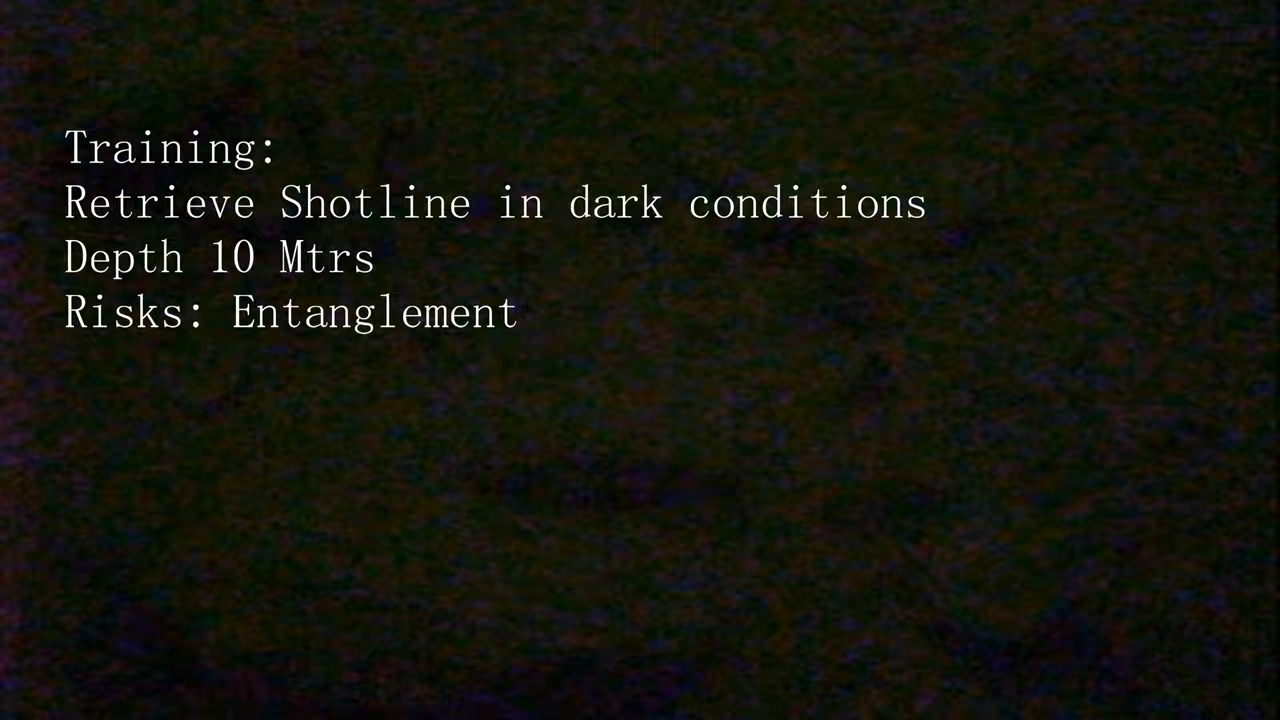 Training:
Retrieve Shotline in dark conditions
Depth 10 Mtrs
Risks: Entanglement